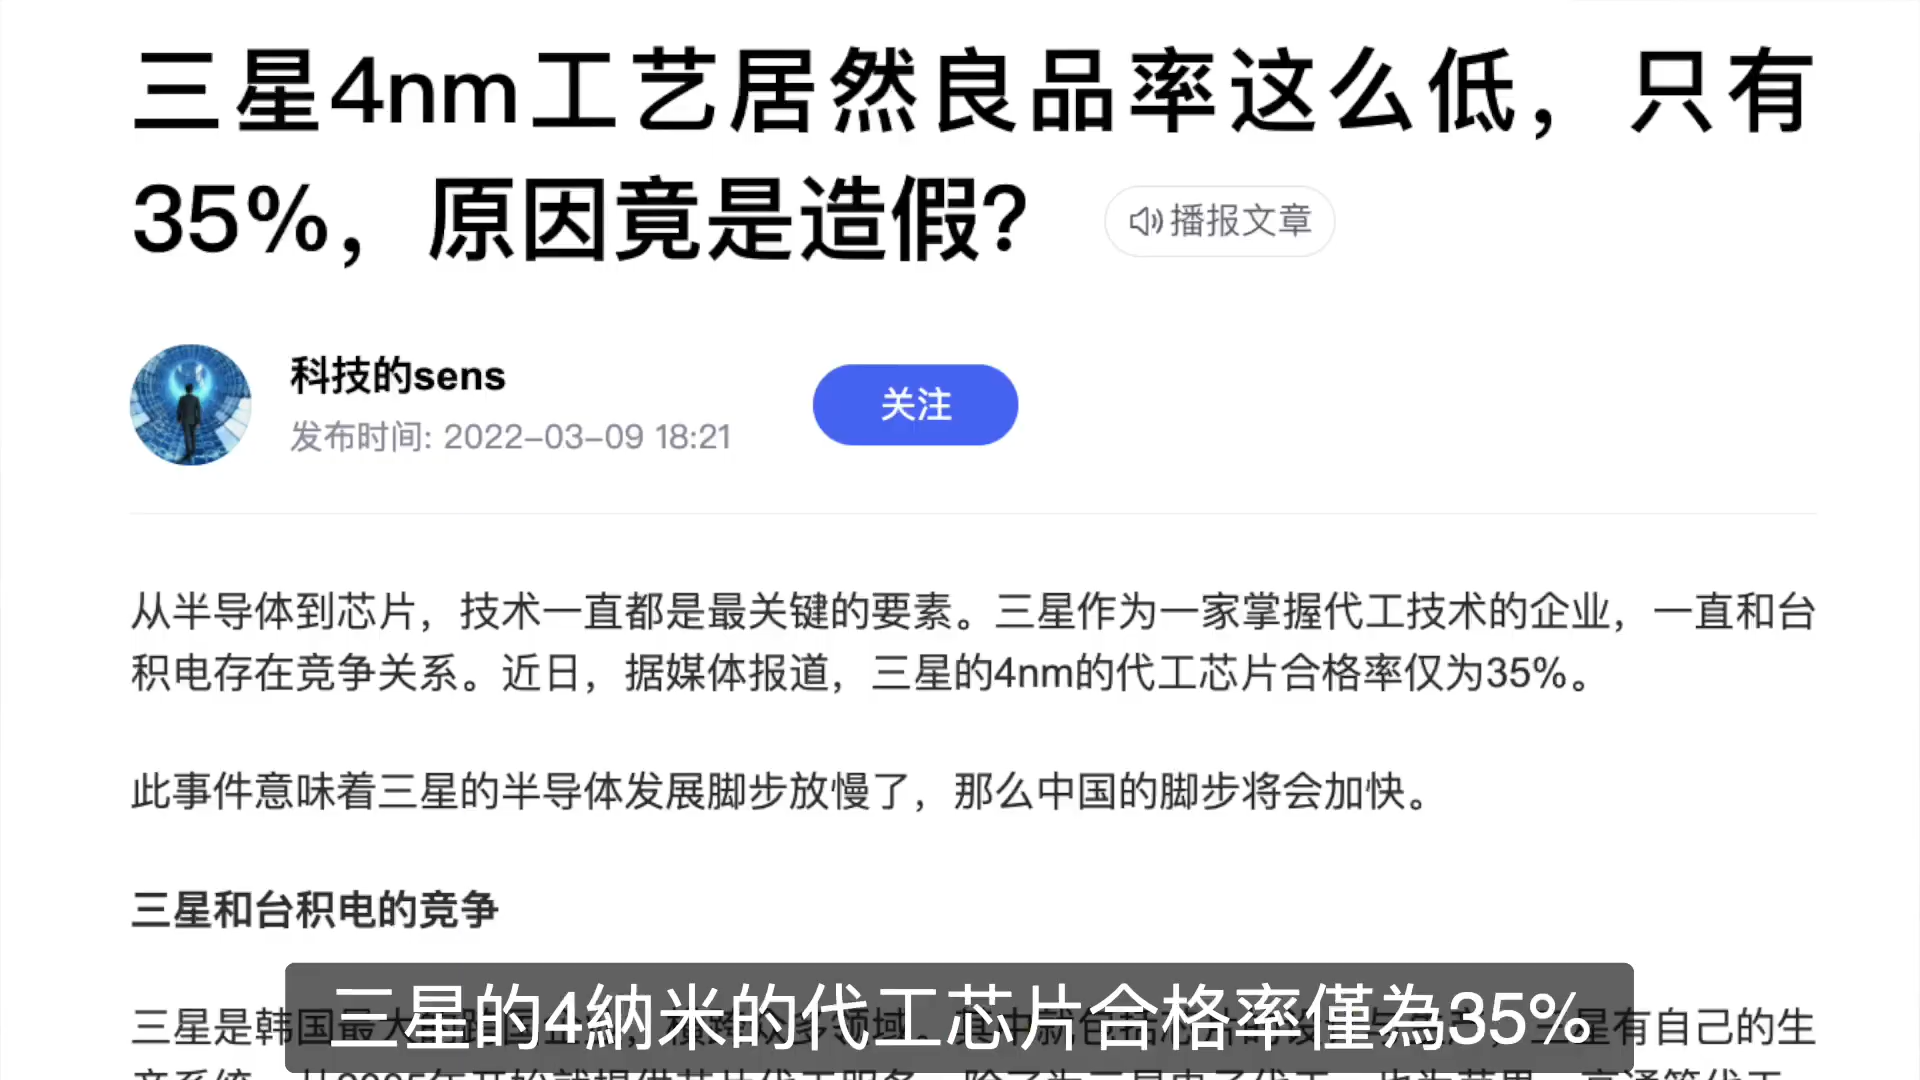 三星4nm工艺居然良品率这么低，只有
35%，原因竟是造假?
播报文章
科技的sens
关注
发布时间: 2022-03-09 18:21
从半导体到芯片，技术一直都是最关键的要素。三星作为一家掌握代工技术的企业，一直和台
积电存在竞争关系。近日，据媒体报道，三星的4nm的代工芯片合格率仅为35%。
此事件意味着三星的半导体发展脚步放慢了，那么中国的脚步将会加快。
三星和台积电的竞争
三星是韩国最大 星有自己的生
三星的4納米的代工芯片合格率僅為35%